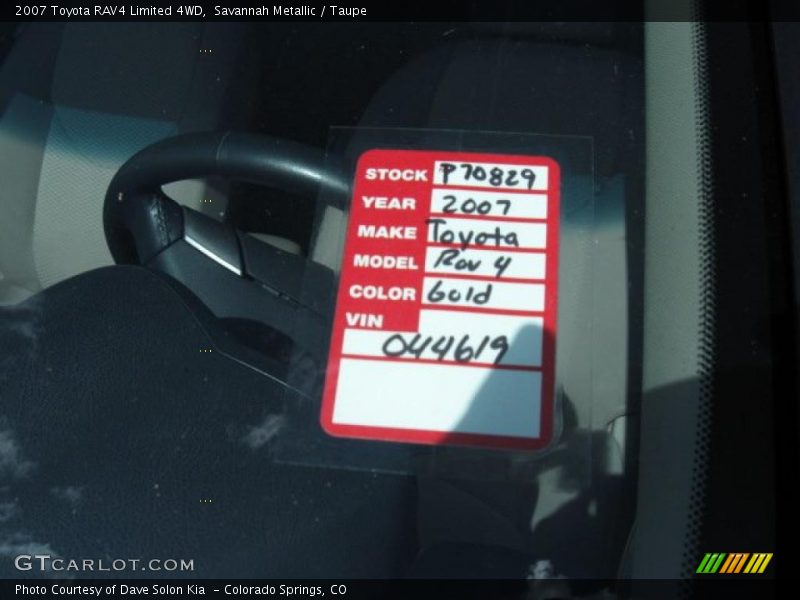 2007 Toyota RAV4 Limited 4WD, Savannah Metallic / Taupe
STOCK P70829
YEAR 2007
MAKE Toyota
MODEL Rav 4
COLOR Gold
VIN
044619
GTCARLOT.COM
Photo Courtesy of Dave Solon Kia - Colorado Springs, CO